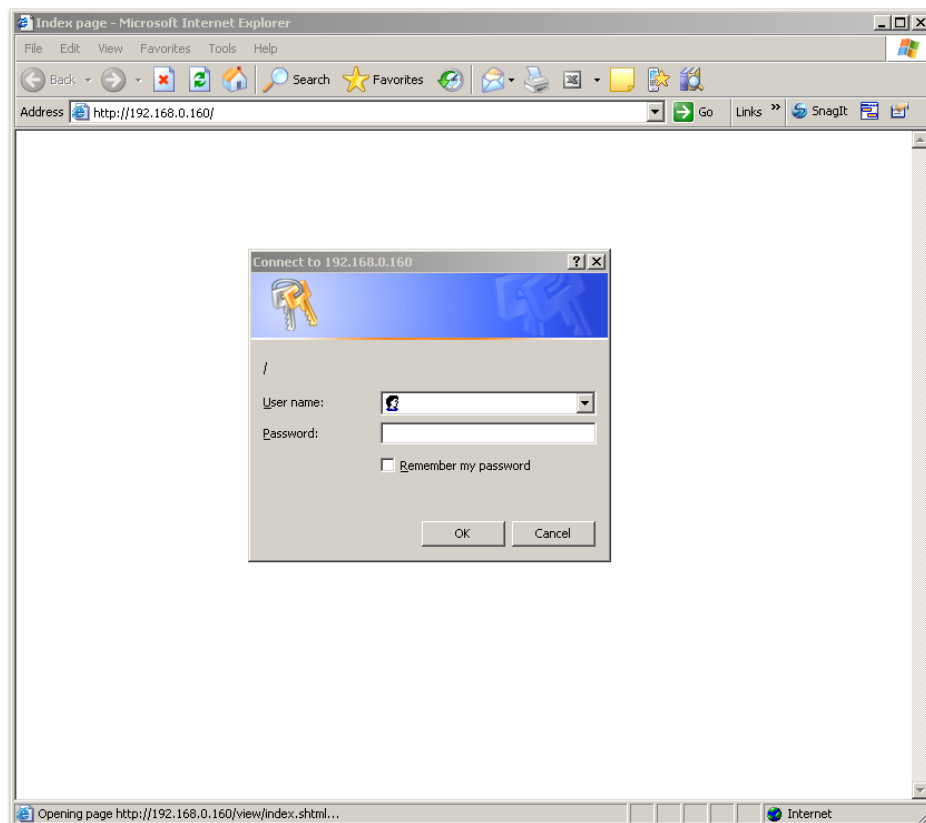 Index page - Microsoft Internet Explorer
File Edit View Favorites Tools Help
Back Search Favorites
Address http://192.168.0.160/ Go Links » SnagIt
Connect to 192.168.0.160
/
User name:
Password:
Remember my password
OK Cancel
Opening page http://192.168.0.160/view/index.shtml... Internet